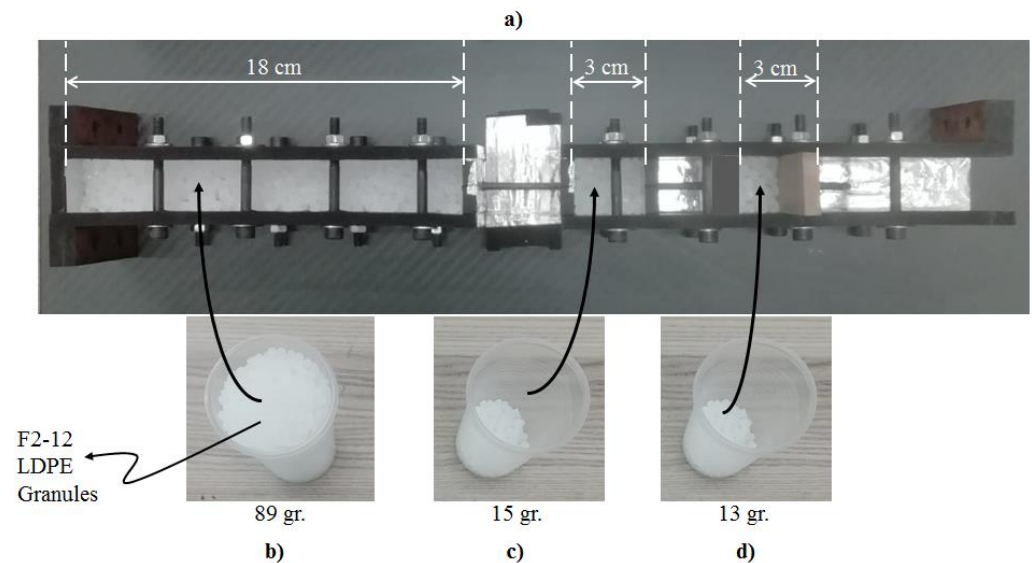 a)
18 cm
3 cm
3 cm
F2-12
LDPE
Granules
89 gr.
15 gr.
13 gr.
b)
c)
d)